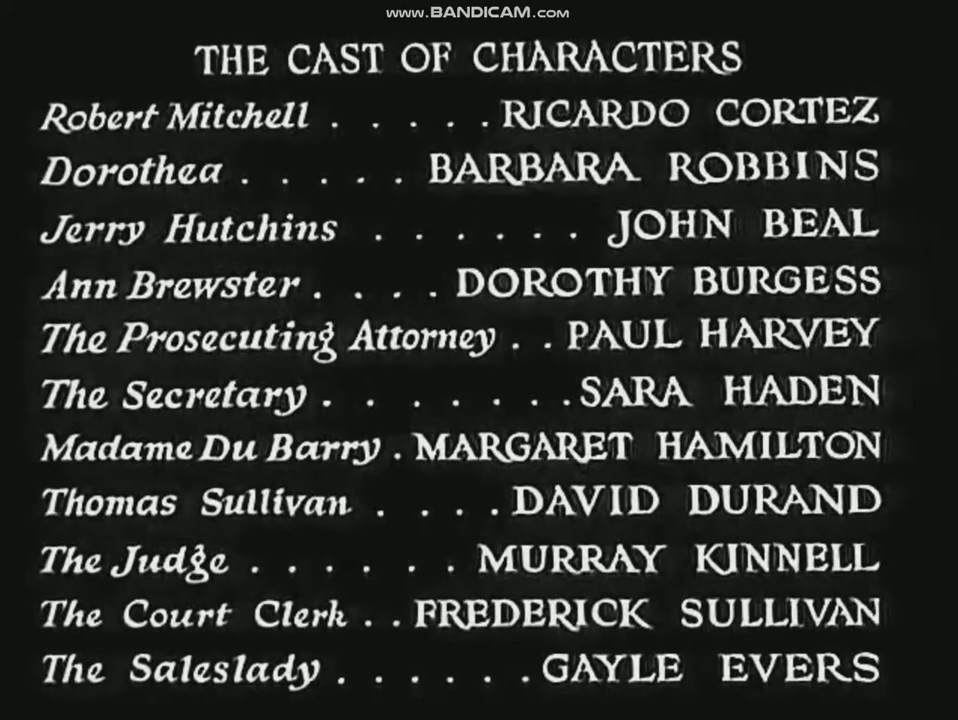 www.BANDICAM.com
THE CAST OF CHARACTERS
Robert Mitchell . . . . . RICARDO CORTEZ
Dorothea . . . . . BARBARA ROBBINS
Jerry Hutchins . . . . . . JOHN BEAL
Ann Brewster . . . . DOROTHY BURGESS
The Prosecuting Attorney . . PAUL HARVEY
The Secretary . . . . . . . SARA HADEN
Madame Du Barry . MARGARET HAMILTON
Thomas Sullivan . . . . DAVID DURAND
The Judge . . . . . . MURRAY KINNELL
The Court Clerk . . FREDERICK SULLIVAN
The Saleslady . . . . . . GAYLE EVERS